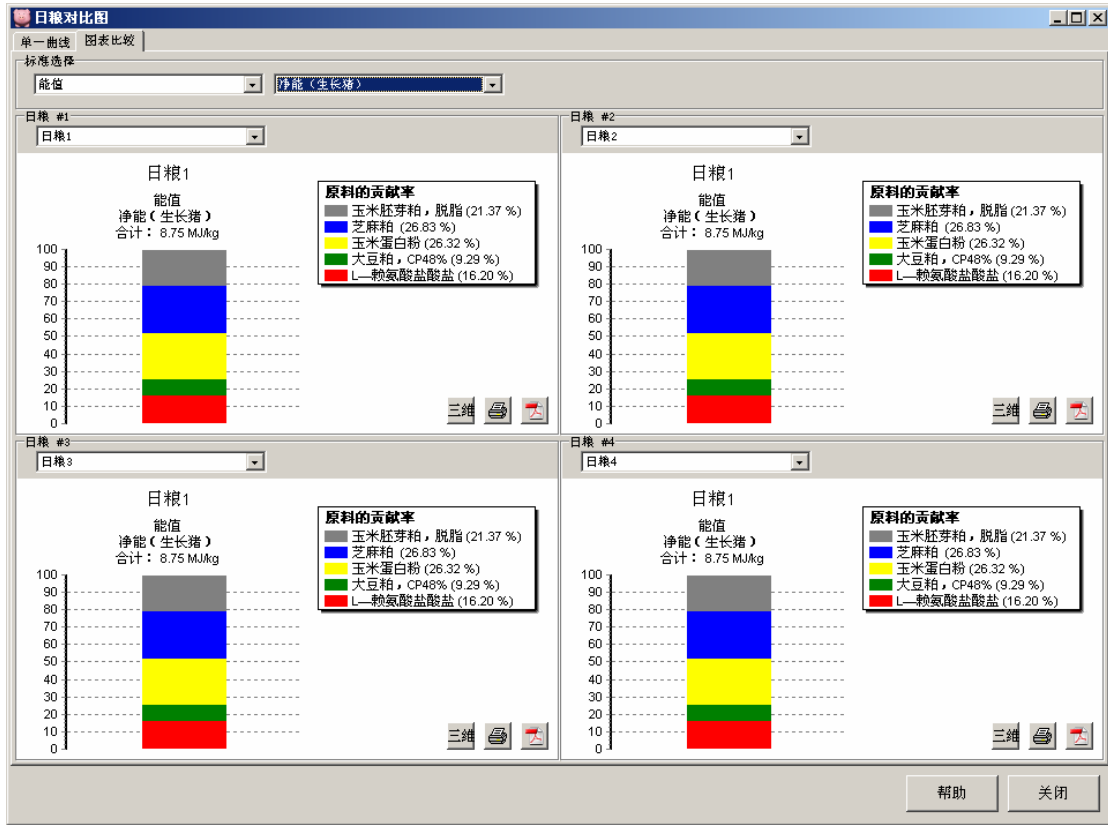 日粮对比图
单一曲线 图表比较
标准选择
能值 净能（生长猪）
日粮 #1
日粮1
日粮1
能值
净能（生长猪）
合计：8.75 MJ/kg
100
90
80
70
60
50
40
30
20
10
0
原料的贡献率
玉米胚芽粕，脱脂 (21.37 %)
芝麻粕 (26.83 %)
玉米蛋白粉 (26.32 %)
大豆粕，CP48% (9.29 %)
L—赖氨酸盐酸盐 (16.20 %)
三维
日粮 #2
日粮2
日粮1
能值
净能（生长猪）
合计：8.75 MJ/kg
100
90
80
70
60
50
40
30
20
10
0
原料的贡献率
玉米胚芽粕，脱脂 (21.37 %)
芝麻粕 (26.83 %)
玉米蛋白粉 (26.32 %)
大豆粕，CP48% (9.29 %)
L—赖氨酸盐酸盐 (16.20 %)
三维
日粮 #3
日粮3
日粮1
能值
净能（生长猪）
合计：8.75 MJ/kg
100
90
80
70
60
50
40
30
20
10
0
原料的贡献率
玉米胚芽粕，脱脂 (21.37 %)
芝麻粕 (26.83 %)
玉米蛋白粉 (26.32 %)
大豆粕，CP48% (9.29 %)
L—赖氨酸盐酸盐 (16.20 %)
三维
日粮 #4
日粮4
日粮1
能值
净能（生长猪）
合计：8.75 MJ/kg
100
90
80
70
60
50
40
30
20
10
0
原料的贡献率
玉米胚芽粕，脱脂 (21.37 %)
芝麻粕 (26.83 %)
玉米蛋白粉 (26.32 %)
大豆粕，CP48% (9.29 %)
L—赖氨酸盐酸盐 (16.20 %)
三维
帮助 关闭